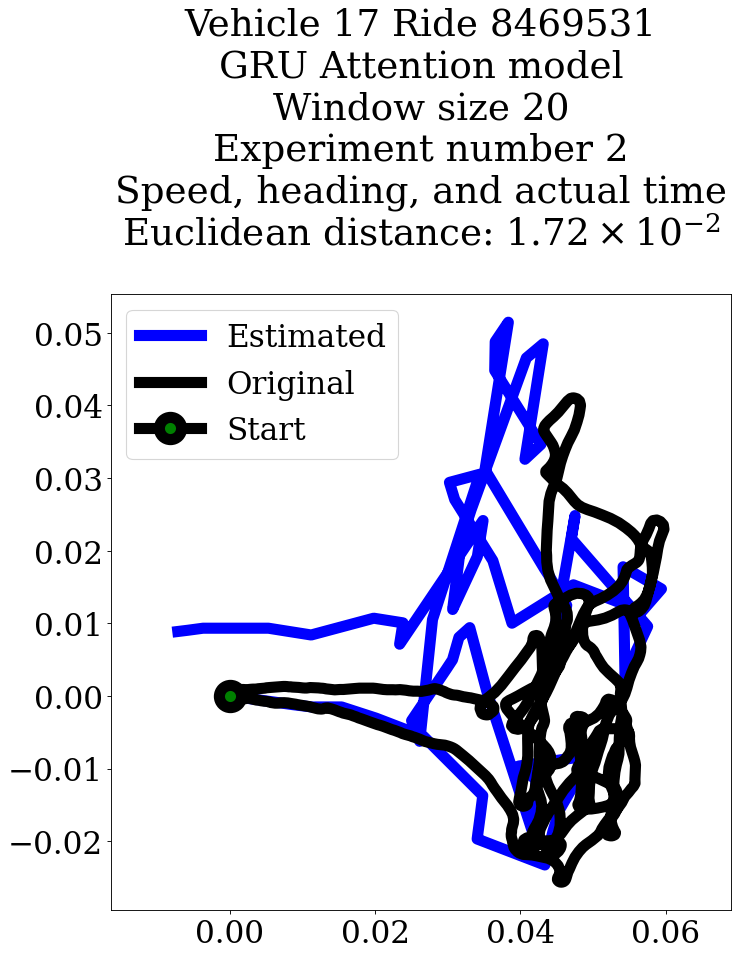 Vehicle 17 Ride 8469531
GRU Attention model
Window size 20
Experiment number 2
Speed, heading, and actual time
Euclidean distance: 1.72 × 10⁻²
Estimated
Original
Start
0.05
0.04
0.03
0.02
0.01
0.00
−0.01
−0.02
0.00 0.02 0.04 0.06